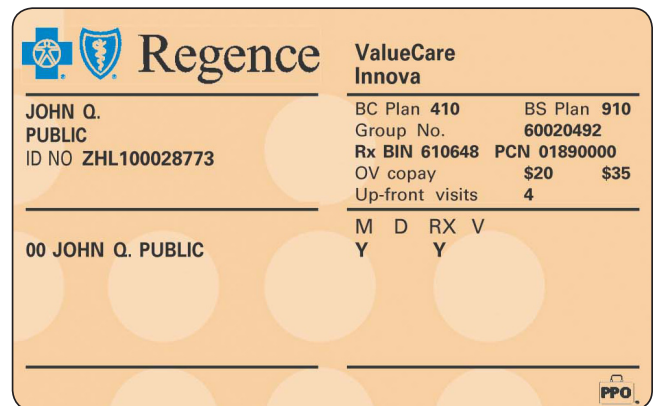 Regence
ValueCare
Innova
JOHN Q.
PUBLIC
ID NO ZHL100028773
BC Plan 410 BS Plan 910
Group No. 60020492
Rx BIN 610648 PCN 01890000
OV copay $20 $35
Up-front visits 4
00 JOHN Q. PUBLIC
M D RX V
Y Y
PPO